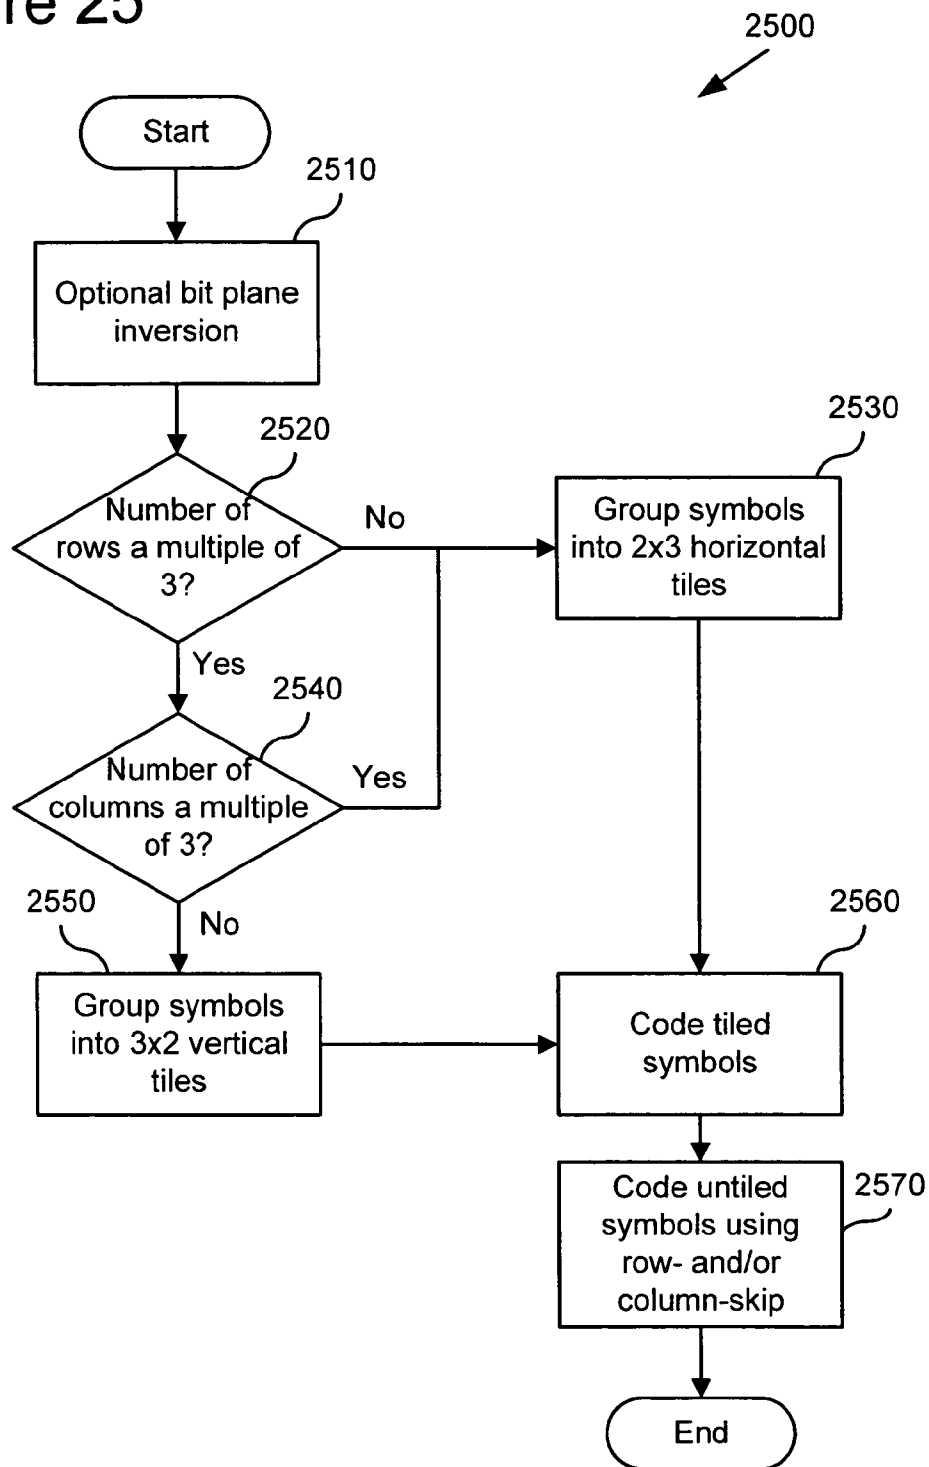 re 25
2500
Start
2510
Optional bit plane
inversion
2520
Number of
rows a multiple of
3?
No
2530
Group symbols
into 2x3 horizontal
tiles
Yes
2540
Number of
columns a multiple
of 3?
Yes
2550
No
Group symbols
into 3x2 vertical
tiles
2560
Code tiled
symbols
2570
Code untiled
symbols using
row- and/or
column-skip
End